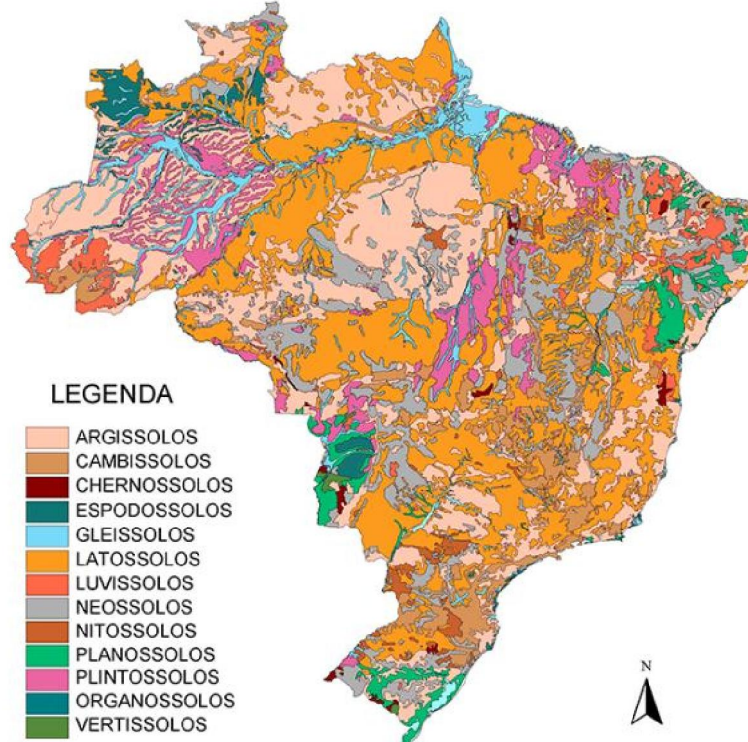 LEGENDA
ARGISSOLOS
CAMBISSOLOS
CHERNOSSOLOS
ESPODOSSOLOS
GLEISSOLOS
LATOSSOLOS
LUVISSOLOS
NEOSSOLOS
NITOSSOLOS
PLANOSSOLOS
PLINTOSSOLOS
ORGANOSSOLOS
VERTISSOLOS
N